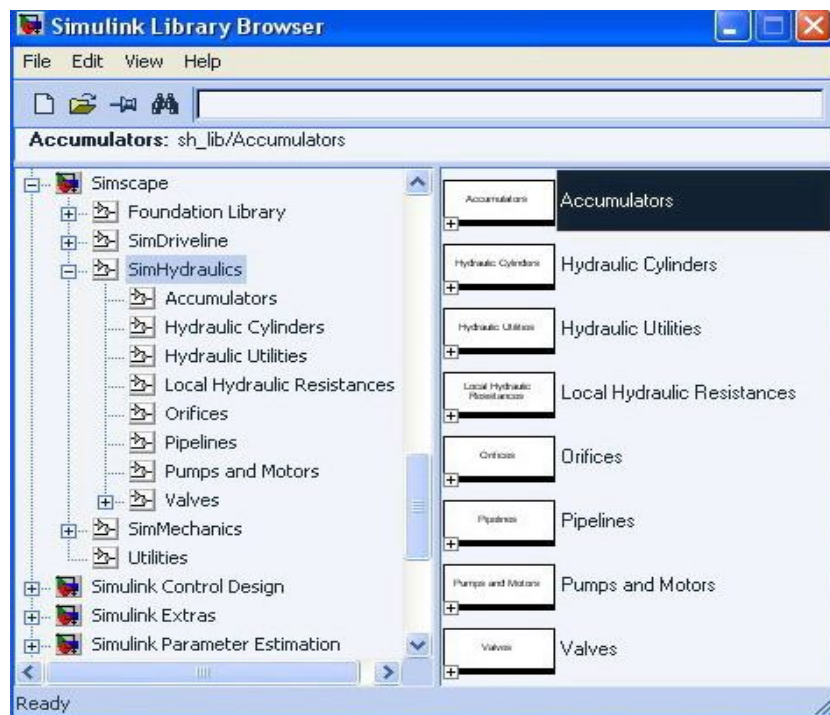 Simulink Library Browser
File Edit View Help
Accumulators: sh_lib/Accumulators
Simscape
Foundation Library
SimDriveline
SimHydraulics
Accumulators
Hydraulic Cylinders
Hydraulic Utilities
Local Hydraulic Resistances
Orifices
Pipelines
Pumps and Motors
Valves
SimMechanics
Utilities
Simulink Control Design
Simulink Extras
Simulink Parameter Estimation
Accumulators
Accumulators
Hydraulic Cylinders
Hydraulic Cylinders
Hydraulic Utilities
Hydraulic Utilities
Local Hydraulic
Resistances
Local Hydraulic Resistances
Orifices
Orifices
Pipelines
Pipelines
Pumps and Motors
Pumps and Motors
Valves
Valves
Ready